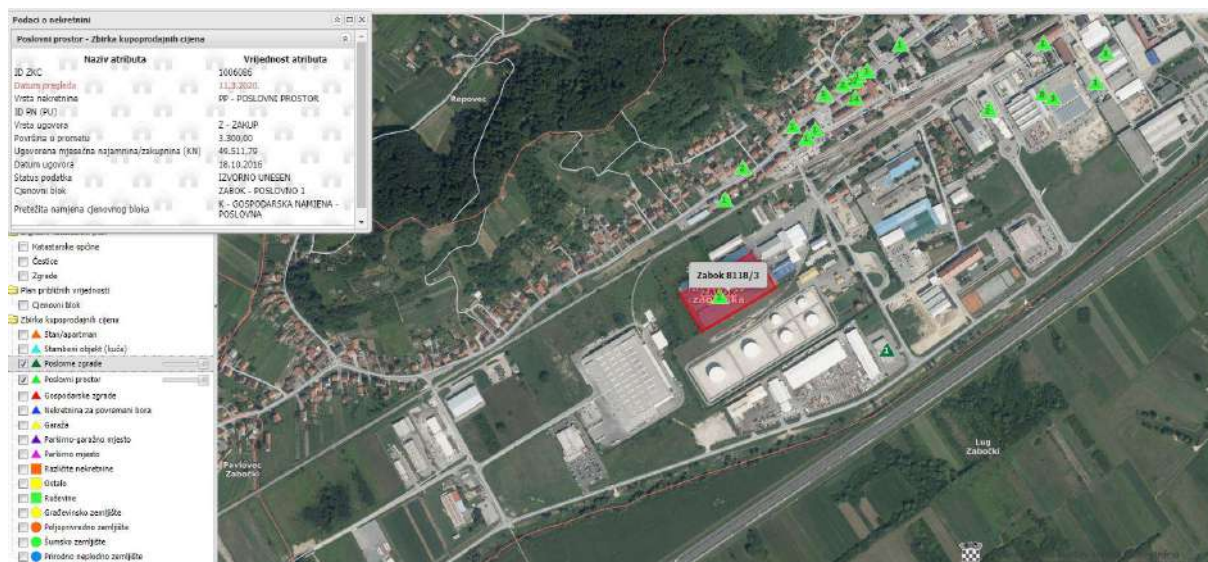 Podaci o nekretnini
Poslovni prostor - Zbirka kupoprodajnih cijena
Naziv atributa Vrijednost atributa
ID ZKC 1006086
Datum pregleda 11.3.2020.
Vrsta nekretnine PP - POSLOVNI PROSTOR
ID PN (PU)
Vrsta ugovora Z - ZAKUP
Površina u prometu 3.300,00
Ugovorena mjesečna najamnina/zakupnina (KN) 49.511,79
Datum ugovora 18.10.2016
Status podatka IZVORNO UNESEN
Cjenovni blok ZABOK - POSLOVNO 1
Pretežita namjena cjenovnog bloka K - GOSPODARSKA NAMJENA - POSLOVNA
Katastarske općine
Čestice
Zgrade
Plan približnih vrijednosti
Cjenovni blok
Zbirka kupoprodajnih cijena
Stan/apartman
Stambeni objekt (kuća)
Poslovne zgrade
Poslovni prostor
Gospodarske zgrade
Nekretnina za povremeni bora
Garaža
Parkirno-garažno mjesto
Parkirno mjesto
Različite nekretnine
Ostalo
Ruševine
Građevinsko zemljište
Poljoprivredno zemljište
Šumsko zemljište
Prirodno neplodno zemljište
Repovec
Zabok 8118/3
Pavlovec
Zabočki
Lug
Zabočki